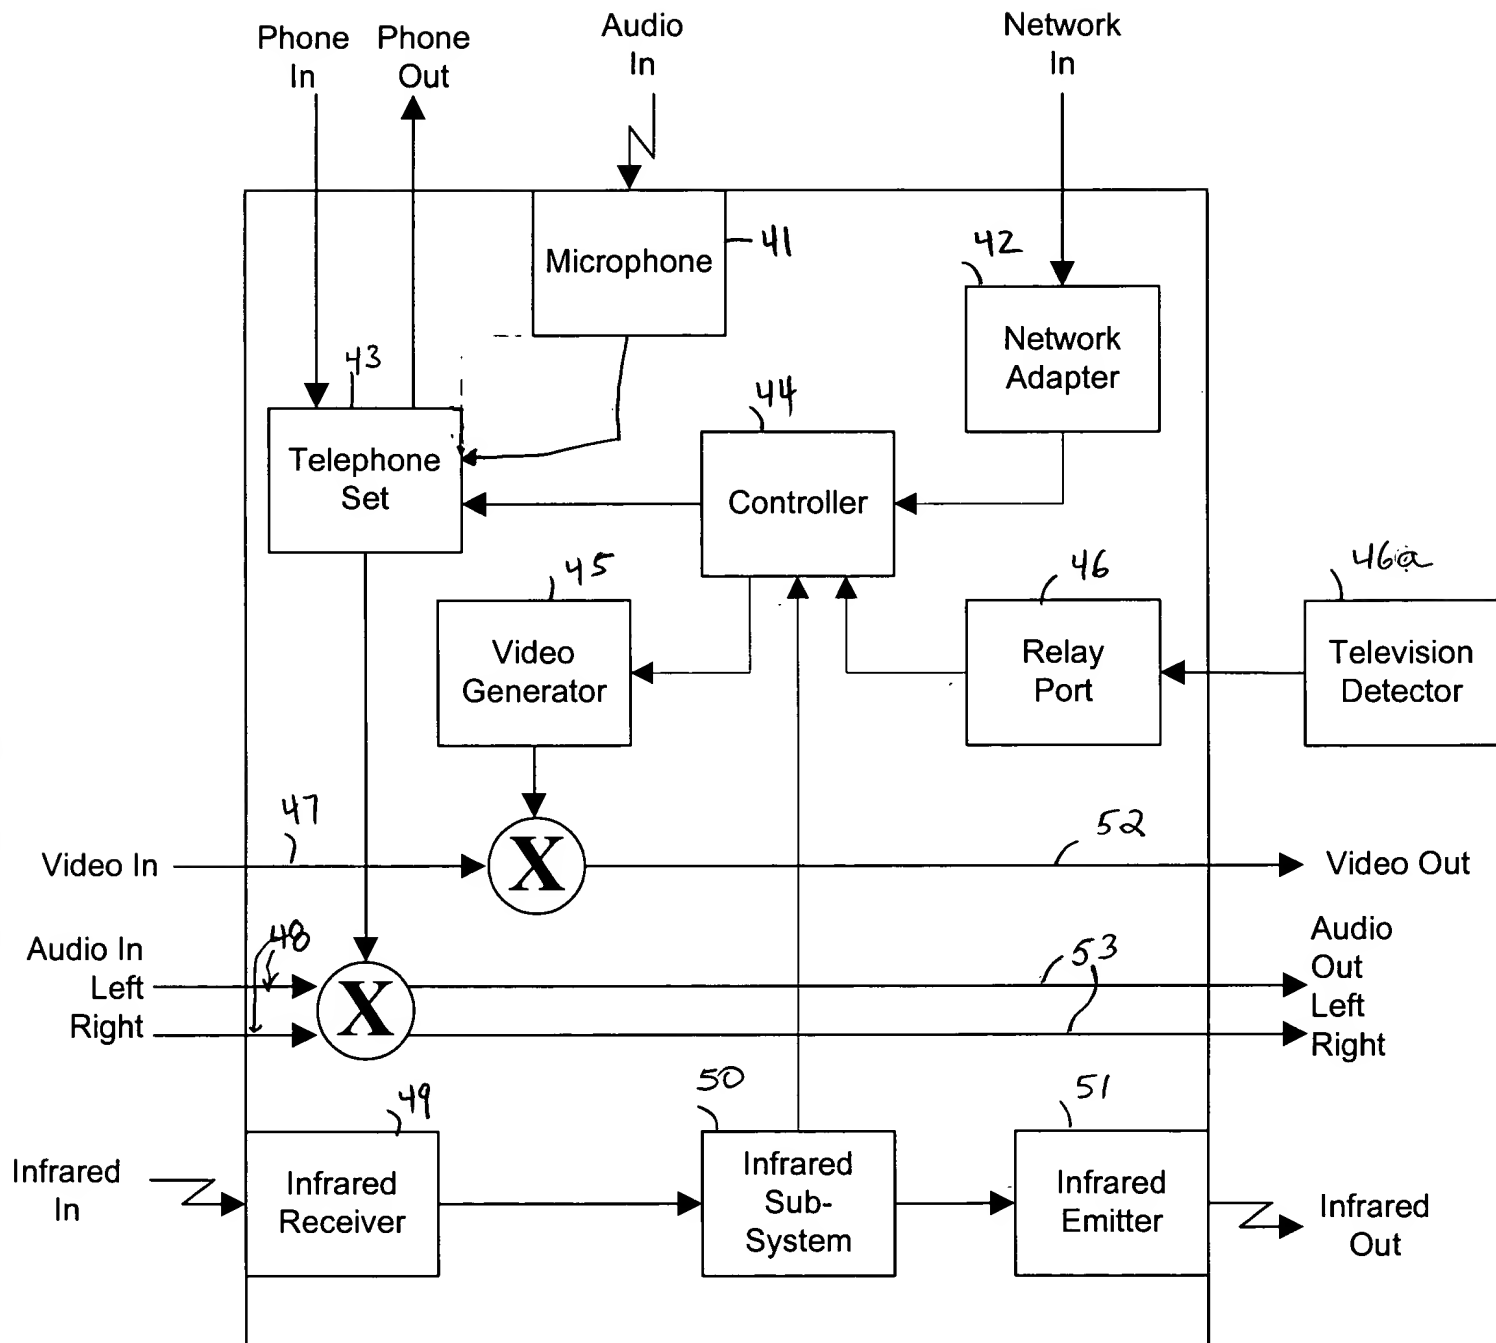 Phone
In
Phone
Out
Audio
In
Network
In
Microphone
41
42
Network
Adapter
43
Telephone
Set
44
Controller
45
Video
Generator
46
Relay
Port
46a
Television
Detector
47
Video In
X
52
Video Out
Audio In
Left
Right
48
X
53
Audio
Out
Left
Right
Infrared
In
49
Infrared
Receiver
50
Infrared
Sub-
System
51
Infrared
Emitter
Infrared
Out